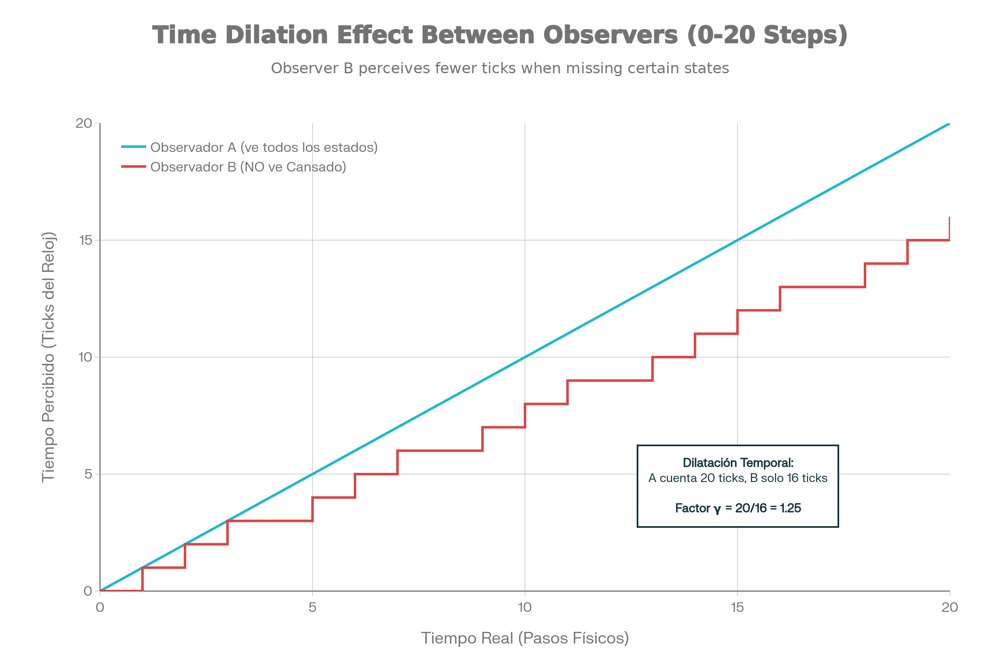 Time Dilation Effect Between Observers (0-20 Steps)
Observer B perceives fewer ticks when missing certain states
Observador A (ve todos los estados)
Observador B (NO ve Cansado)
Tiempo Percibido (Ticks del Reloj)
20
15
10
5
0
Dilatación Temporal:
A cuenta 20 ticks, B solo 16 ticks
Factor γ = 20/16 = 1.25
0
5
10
15
20
Tiempo Real (Pasos Físicos)